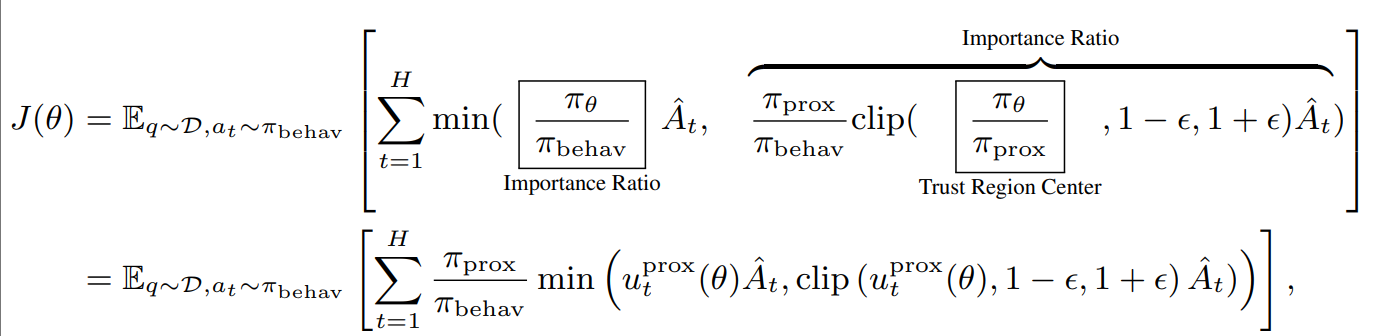 Importance Ratio
J(θ) = 𝔼_{q∼𝒟,a_t∼π_behav} [ ∑_{t=1}^{H} min( π_θ/π_behav Â_t, π_prox/π_behav clip( π_θ/π_prox , 1 − ϵ, 1 + ϵ)Â_t) ]
Importance Ratio Trust Region Center
= 𝔼_{q∼𝒟,a_t∼π_behav} [ ∑_{t=1}^{H} π_prox/π_behav min ( u_t^{prox}(θ)Â_t, clip (u_t^{prox}(θ), 1 − ϵ, 1 + ϵ) Â_t) ) ] ,